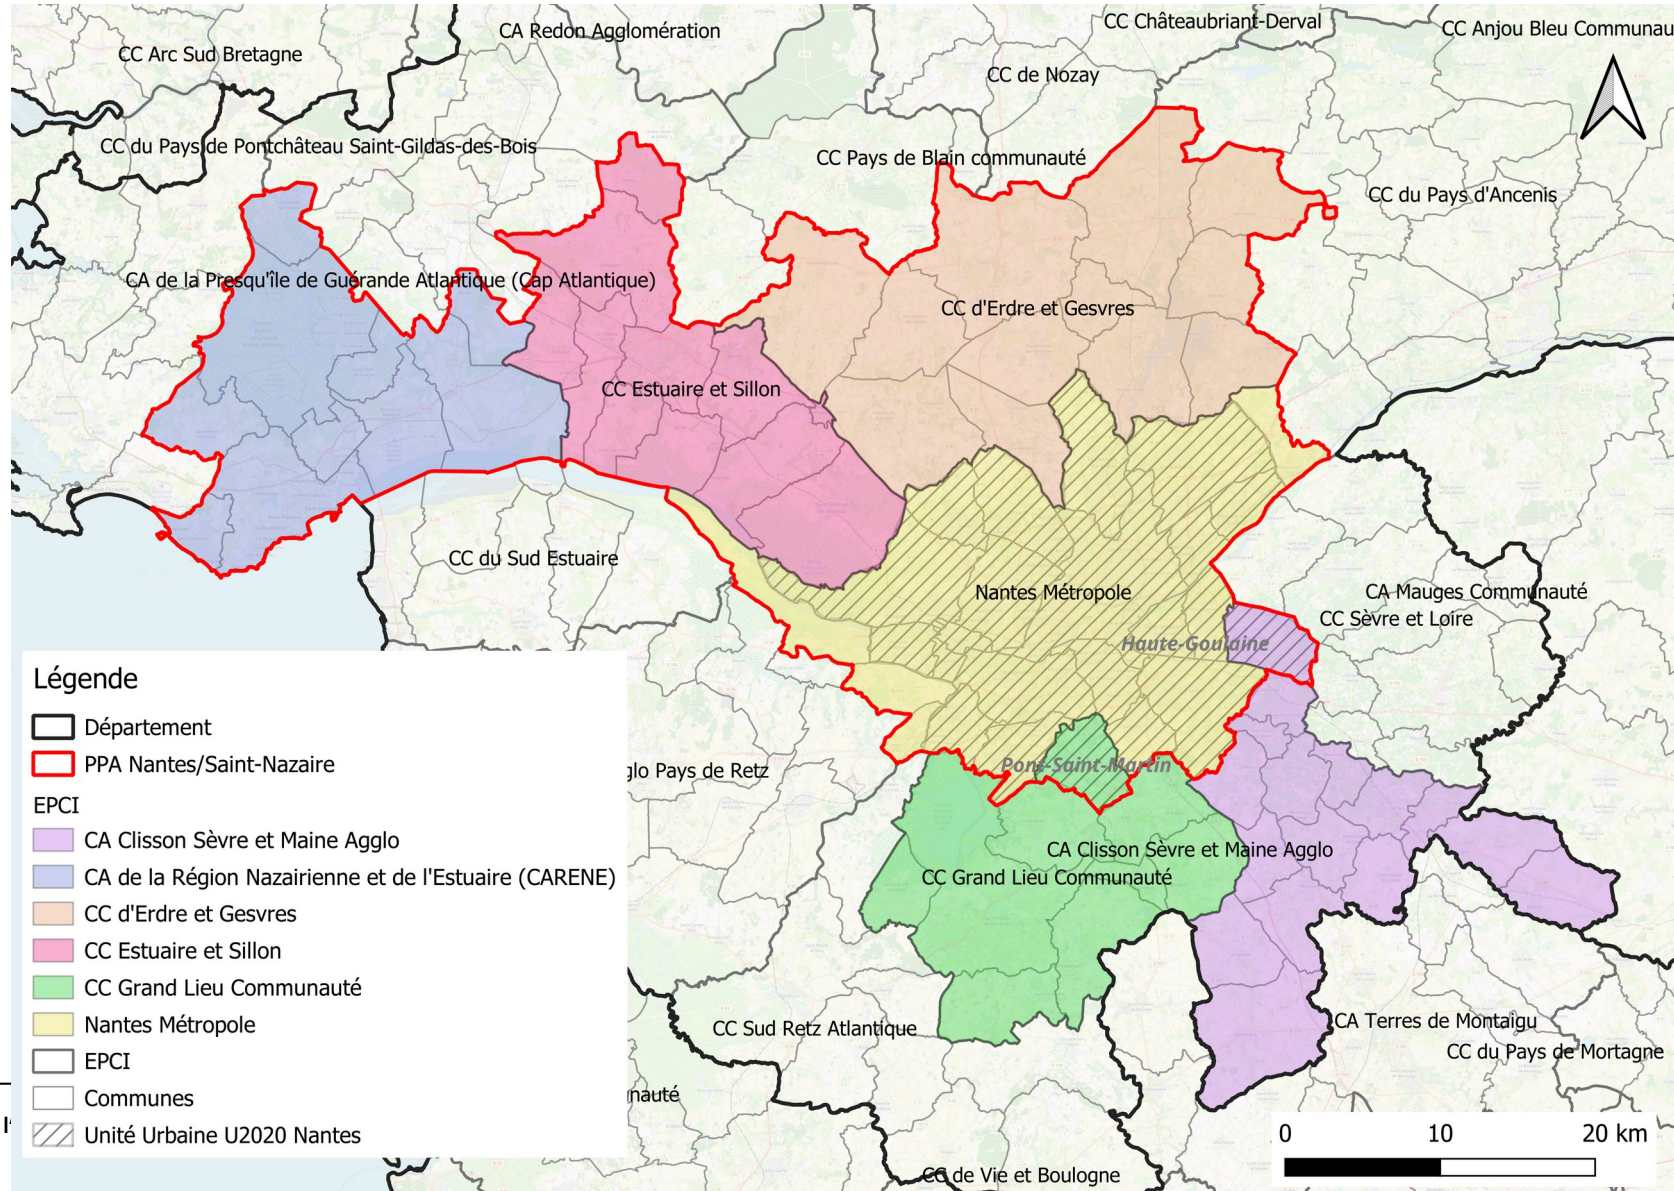 CC Châteaubriant-Derval
CC Anjou Bleu Communau
CA Redon Agglomération
CC Arc Sud Bretagne
CC de Nozay
CC du Pays de Pontchâteau Saint-Gildas-des-Bois
CC Pays de Blain communauté
CC du Pays d'Ancenis
CA de la Presqu'île de Guérande Atlantique (Cap Atlantique)
CC d'Erdre et Gesvres
CC Estuaire et Sillon
CC du Sud Estuaire
Nantes Métropole
CA Mauges Communauté
CC Sèvre et Loire
Haute-Goulaine
Pont-Saint-Martin
glo Pays de Retz
CA Clisson Sèvre et Maine Agglo
CC Grand Lieu Communauté
CC Sud Retz Atlantique
CA Terres de Montaigu
CC du Pays de Mortagne
nauté
CC de Vie et Boulogne
Légende
Département
PPA Nantes/Saint-Nazaire
EPCI
CA Clisson Sèvre et Maine Agglo
CA de la Région Nazairienne et de l'Estuaire (CARENE)
CC d'Erdre et Gesvres
CC Estuaire et Sillon
CC Grand Lieu Communauté
Nantes Métropole
EPCI
Communes
Unité Urbaine U2020 Nantes
0 10 20 km